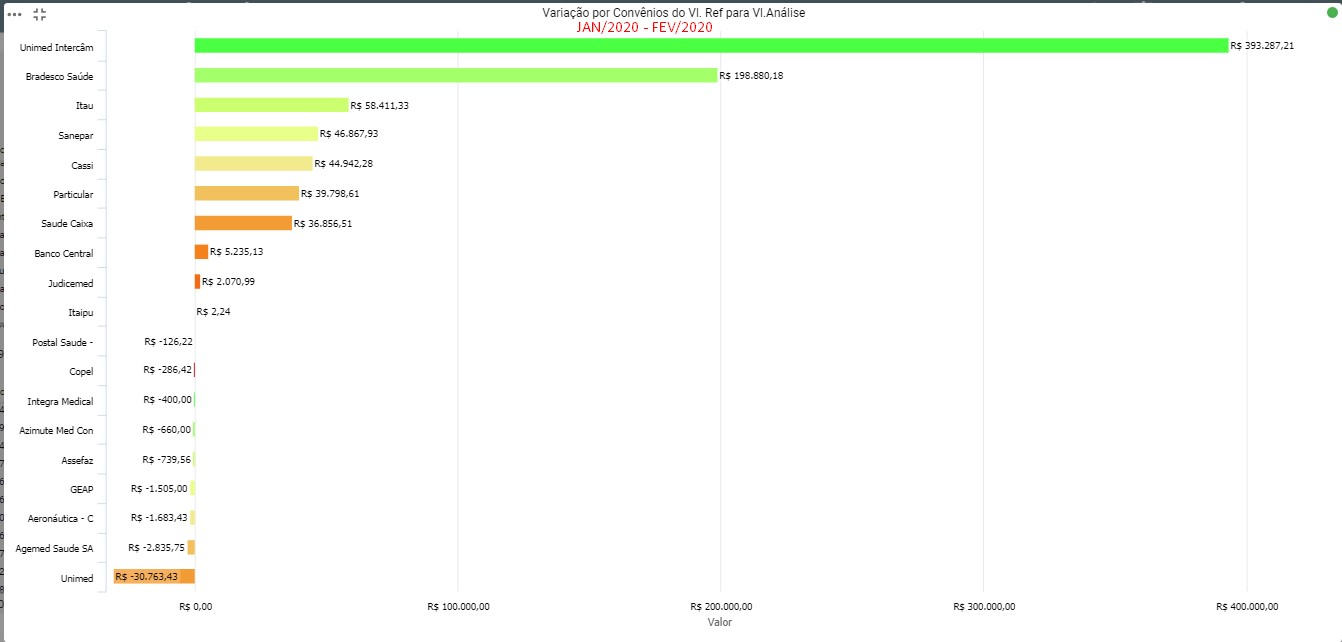 Variação por Convênios do VI. Ref para VI.Análise
JAN/2020 - FEV/2020
Unimed Intercâm R$ 393.287,21
Bradesco Saúde R$ 198.880,18
Itau R$ 58.411,33
Sanepar R$ 46.867,93
Cassi R$ 44.942,28
Particular R$ 39.798,61
Saude Caixa R$ 36.856,51
Banco Central R$ 5.235,13
Judicemed R$ 2.070,99
Itaipu R$ 2,24
Postal Saude - R$ -126,22
Copel R$ -286,42
Integra Medical R$ -400,00
Azimute Med Con R$ -660,00
Assefaz R$ -739,56
GEAP R$ -1.505,00
Aeronáutica - C R$ -1.683,43
Agemed Saude SA R$ -2.835,75
Unimed R$ -30.763,43
R$ 0,00 R$ 100.000,00 R$ 200.000,00 R$ 300.000,00 R$ 400.000,00
Valor